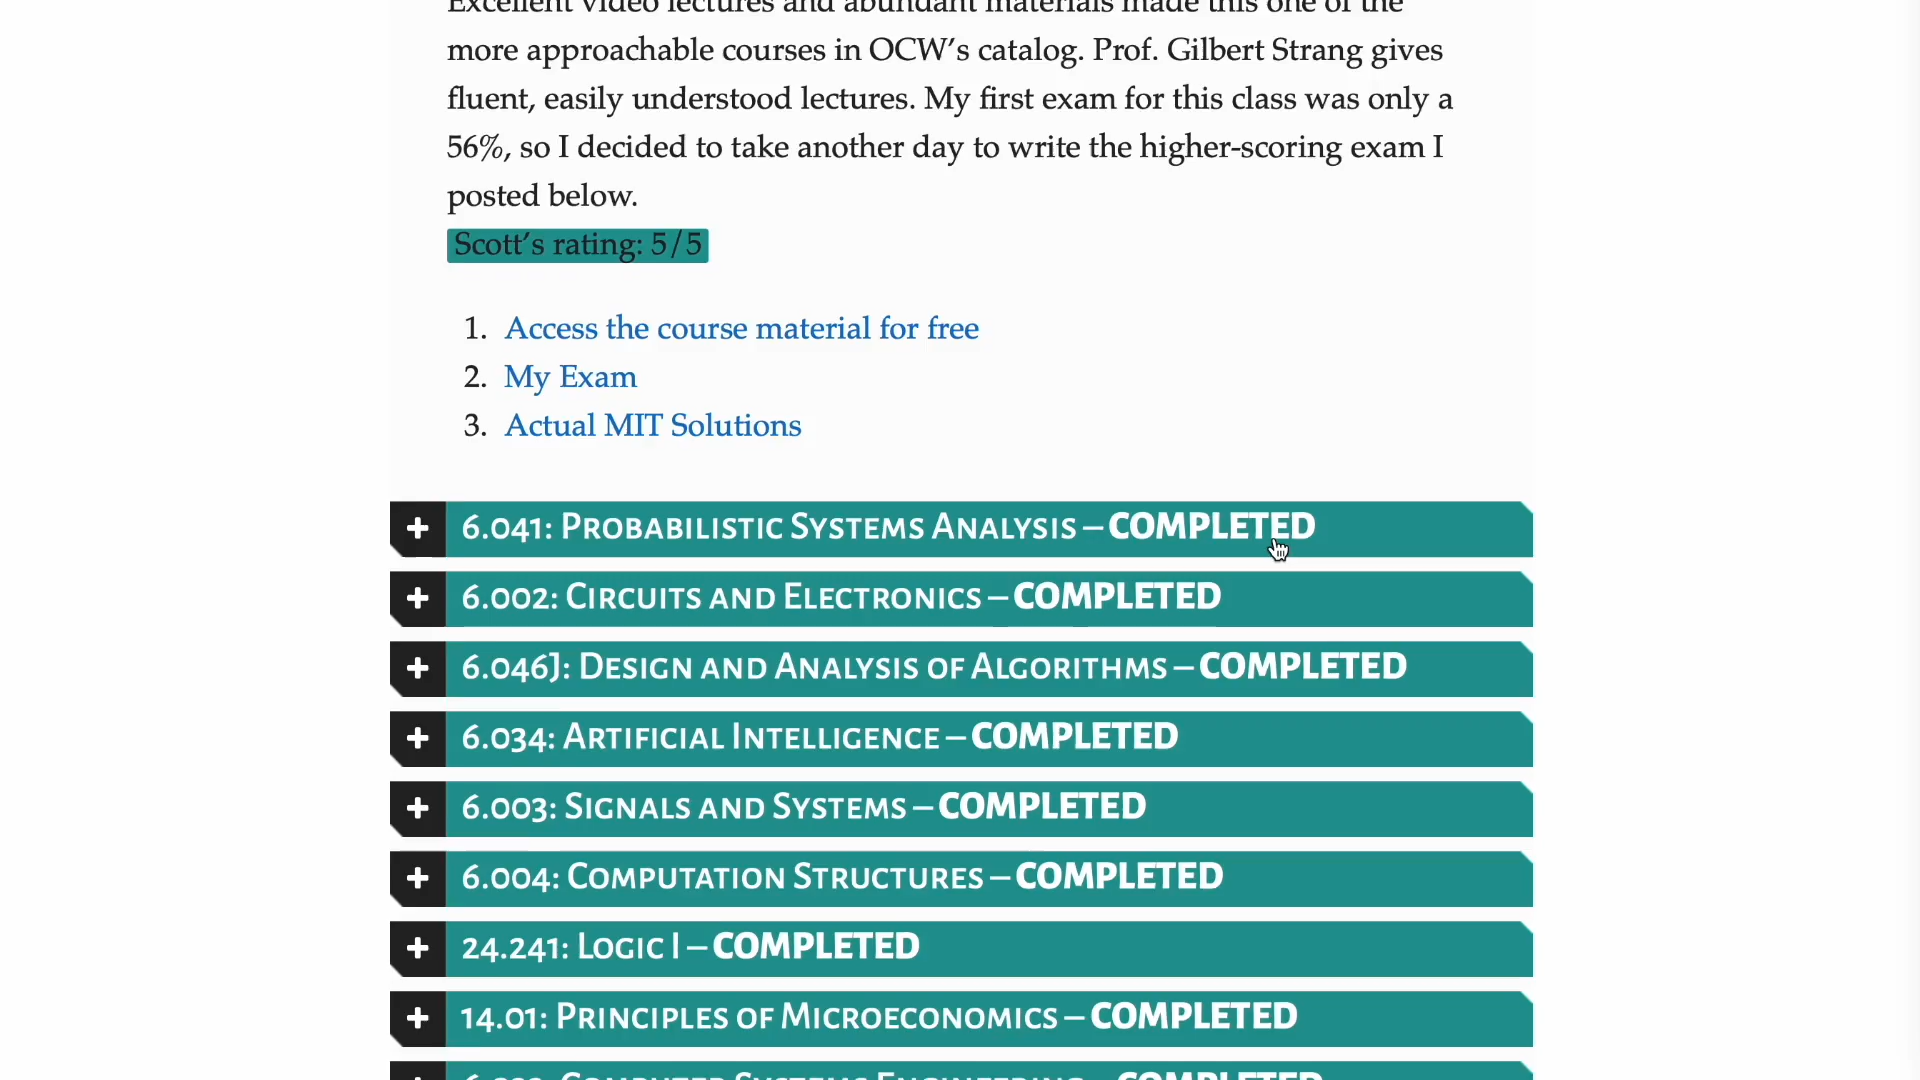 Excellent video lectures and abundant materials made this one of the
more approachable courses in OCW’s catalog. Prof. Gilbert Strang gives
fluent, easily understood lectures. My first exam for this class was only a
56%, so I decided to take another day to write the higher-scoring exam I
posted below.
Scott’s rating: 5/5
1. Access the course material for free
2. My Exam
3. Actual MIT Solutions
+ 6.041: Probabilistic Systems Analysis – COMPLETED
+ 6.002: Circuits and Electronics – COMPLETED
+ 6.046J: Design and Analysis of Algorithms – COMPLETED
+ 6.034: Artificial Intelligence – COMPLETED
+ 6.003: Signals and Systems – COMPLETED
+ 6.004: Computation Structures – COMPLETED
+ 24.241: Logic I – COMPLETED
+ 14.01: Principles of Microeconomics – COMPLETED
Computer Systems Engineering – COMPLETED